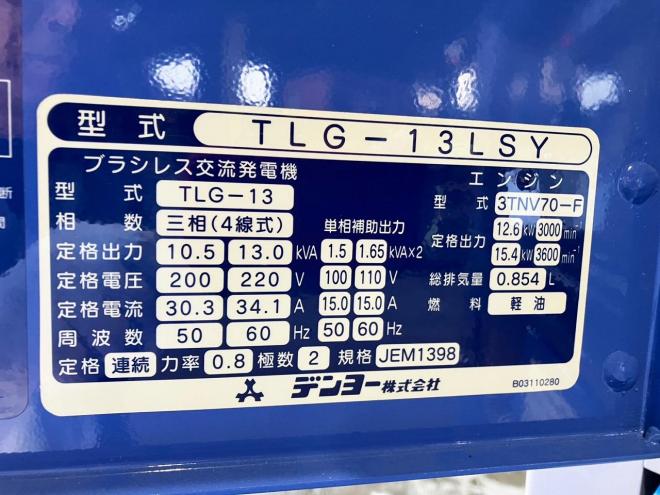 型式 TLG-13LSY
ブラシレス交流発電機 エンジン
型式 TLG-13 型式 3TNV70-F
相数 三相(4線式) 単相補助出力 12.6 kW 3000 min⁻¹
定格出力 10.5 13.0 kVA 1.5 1.65 kVA×2 定格出力 15.4 kW 3600 min⁻¹
定格電圧 200 220 V 100 110 V 総排気量 0.854 L
定格電流 30.3 34.1 A 15.0 15.0 A 燃料 軽油
周波数 50 60 Hz 50 60 Hz
定格 連続 力率 0.8 極数 2 規格 JEM1398
デンヨー株式会社 B03110280
断
間